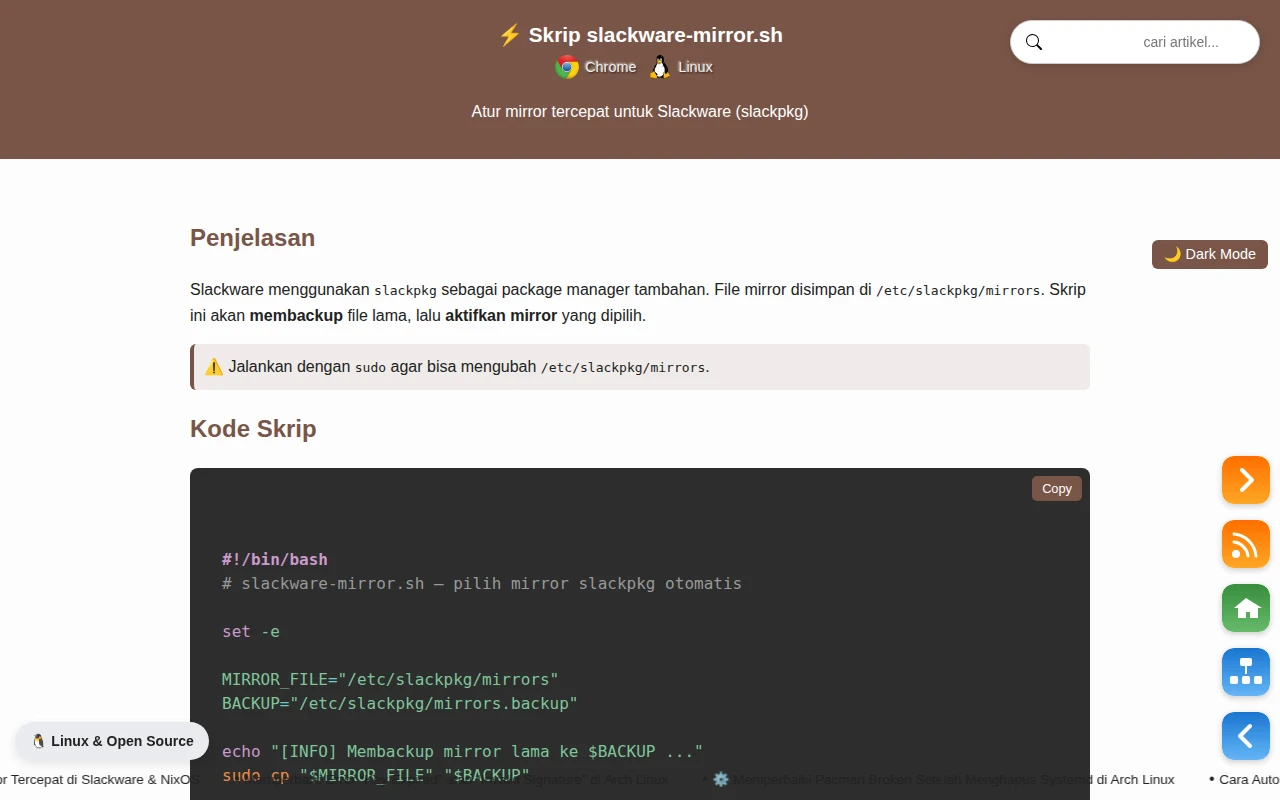 ⚡ Skrip slackware-mirror.sh
Chrome Linux
cari artikel...
Atur mirror tercepat untuk Slackware (slackpkg)
Penjelasan
🌙 Dark Mode
Slackware menggunakan slackpkg sebagai package manager tambahan. File mirror disimpan di /etc/slackpkg/mirrors. Skrip
ini akan membackup file lama, lalu aktifkan mirror yang dipilih.
⚠️ Jalankan dengan sudo agar bisa mengubah /etc/slackpkg/mirrors.
Kode Skrip
Copy
#!/bin/bash
# slackware-mirror.sh — pilih mirror slackpkg otomatis
set -e
MIRROR_FILE="/etc/slackpkg/mirrors"
BACKUP="/etc/slackpkg/mirrors.backup"
🐧 Linux & Open Source
echo "[INFO] Membackup mirror lama ke $BACKUP ..."
sudo cp "$MIRROR_FILE" "$BACKUP"
or Tercepat di Slackware & NixOS Signature" di Arch Linux • ⚙️ Memperbaiki Pacman Broken Setelah Menghapus Systemd di Arch Linux • Cara Auto